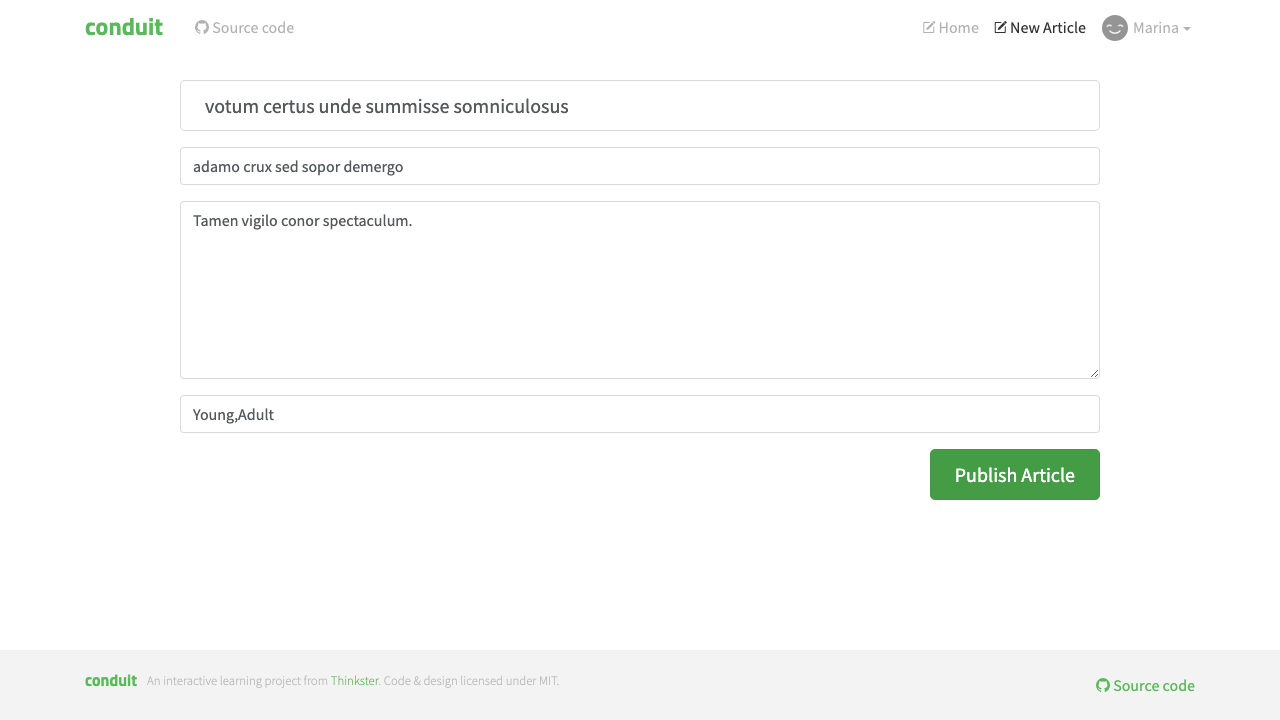 conduit
Source code
Home
New Article
Marina
votum certus unde summisse somniculosus
adamo crux sed sopor demergo
Tamen vigilo conor spectaculum.
Young,Adult
Publish Article
conduit An interactive learning project from Thinkster. Code & design licensed under MIT.
Source code